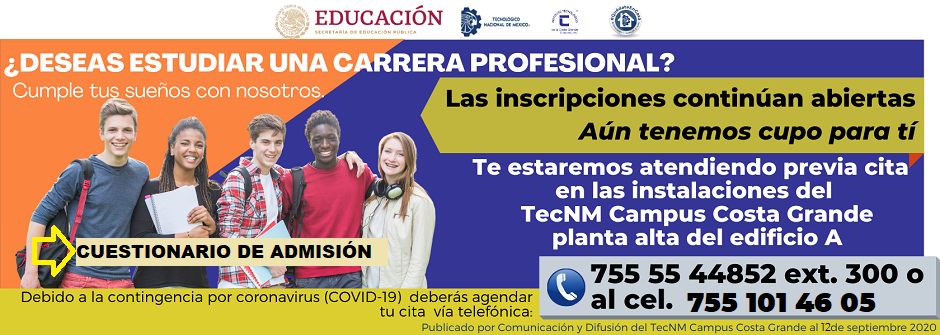 EDUCACIÓN
SECRETARÍA DE EDUCACIÓN PÚBLICA
TECNOLÓGICO
NACIONAL DE MÉXICO
¿DESEAS ESTUDIAR UNA CARRERA PROFESIONAL?
Cumple tus sueños con nosotros.
Las inscripciones continúan abiertas
Aún tenemos cupo para tí
Te estaremos atendiendo previa cita
en las instalaciones del
TecNM Campus Costa Grande
planta alta del edificio A
CUESTIONARIO DE ADMISIÓN
755 55 44852 ext. 300 o
al cel. 755 101 46 05
Debido a la contingencia por coronavirus (COVID-19) deberás agendar
tu cita vía telefónica:
Publicado por Comunicación y Difusión del TecNM Campus Costa Grande al 12de septiembre 2020